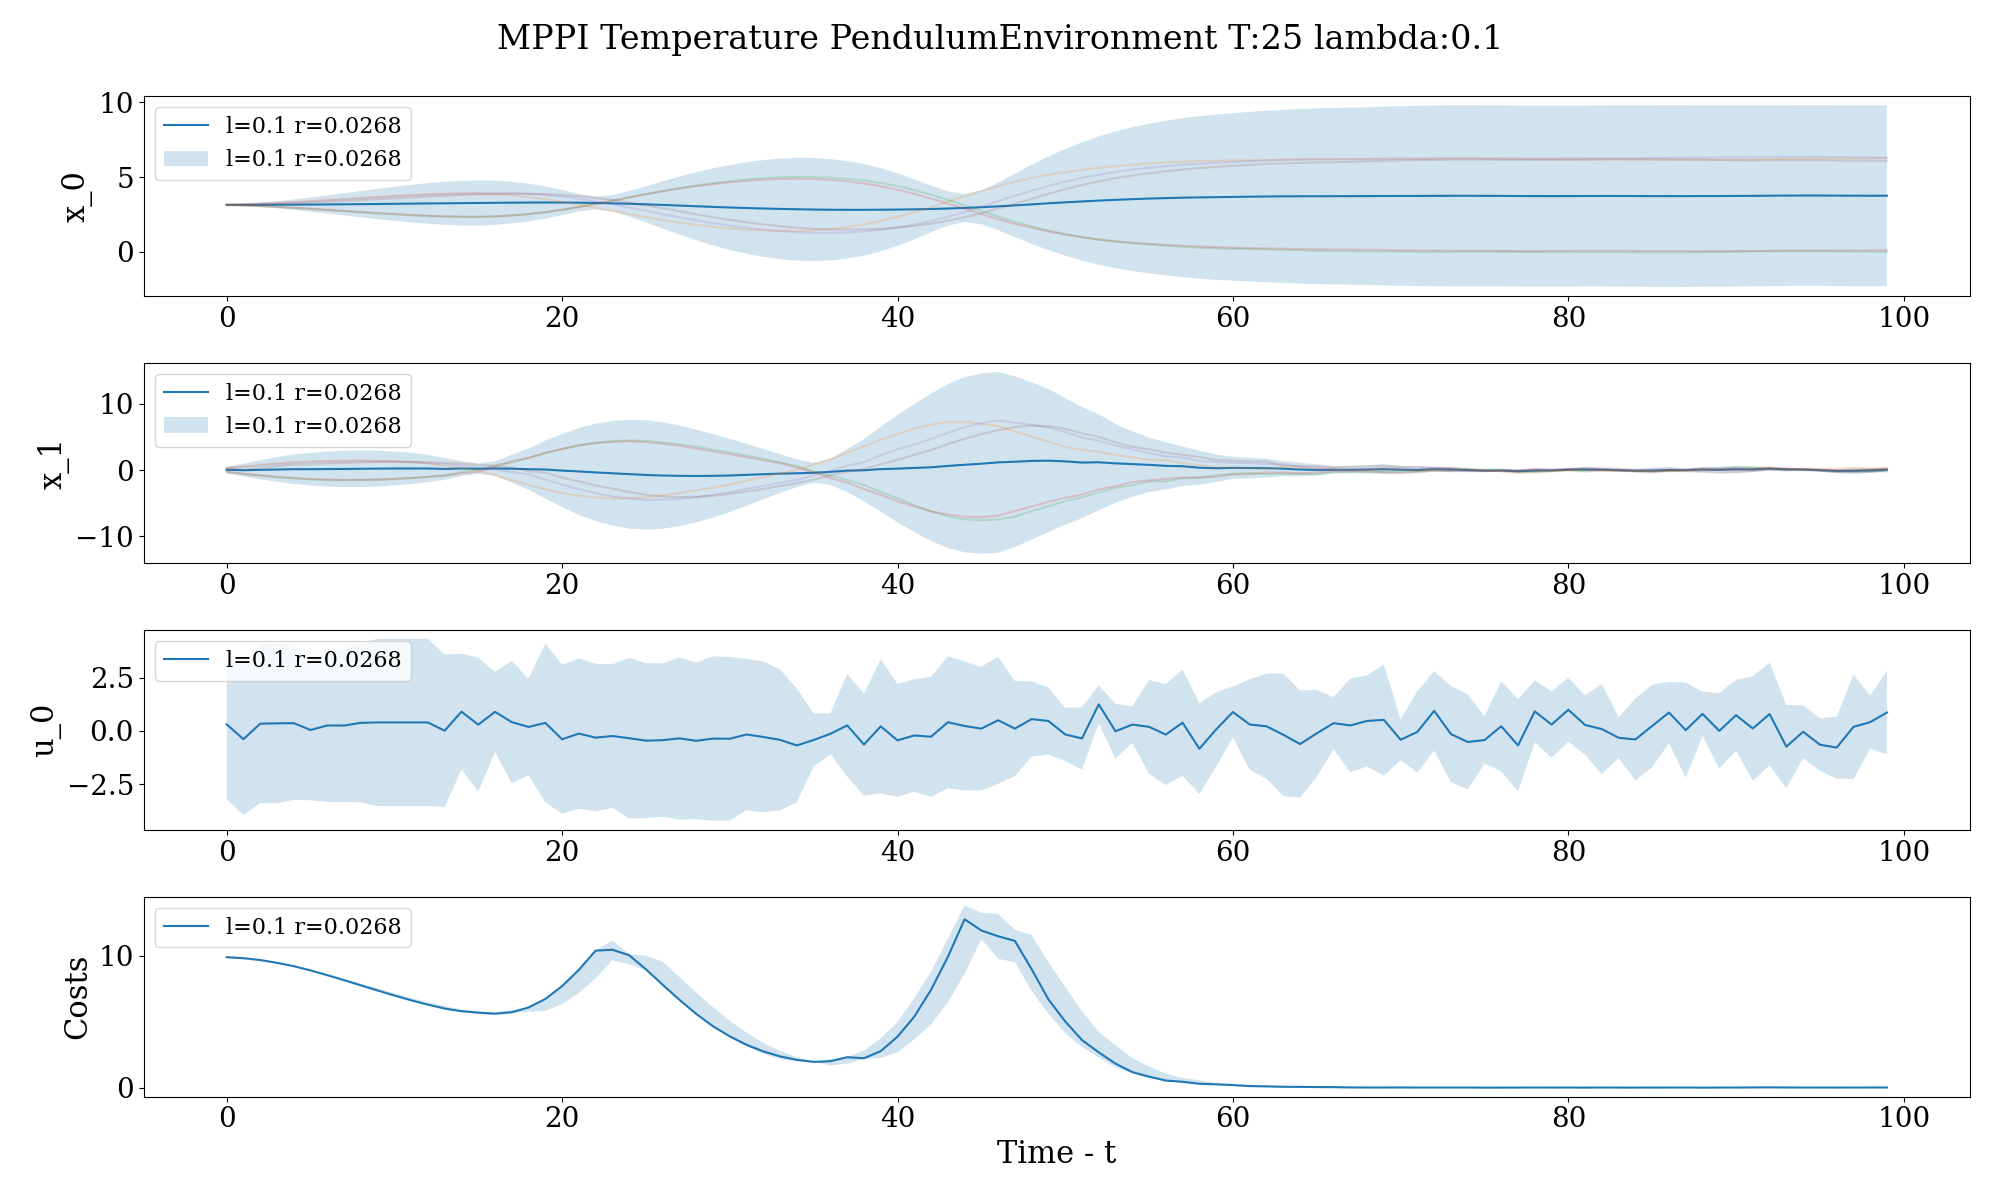 MPPI Temperature PendulumEnvironment T:25 lambda:0.1
x_0
10
5
0
l=0.1 r=0.0268
l=0.1 r=0.0268
0 20 40 60 80 100
x_1
10
0
−10
l=0.1 r=0.0268
l=0.1 r=0.0268
0 20 40 60 80 100
u_0
2.5
0.0
−2.5
l=0.1 r=0.0268
0 20 40 60 80 100
Costs
10
0
l=0.1 r=0.0268
0 20 40 60 80 100
Time - t